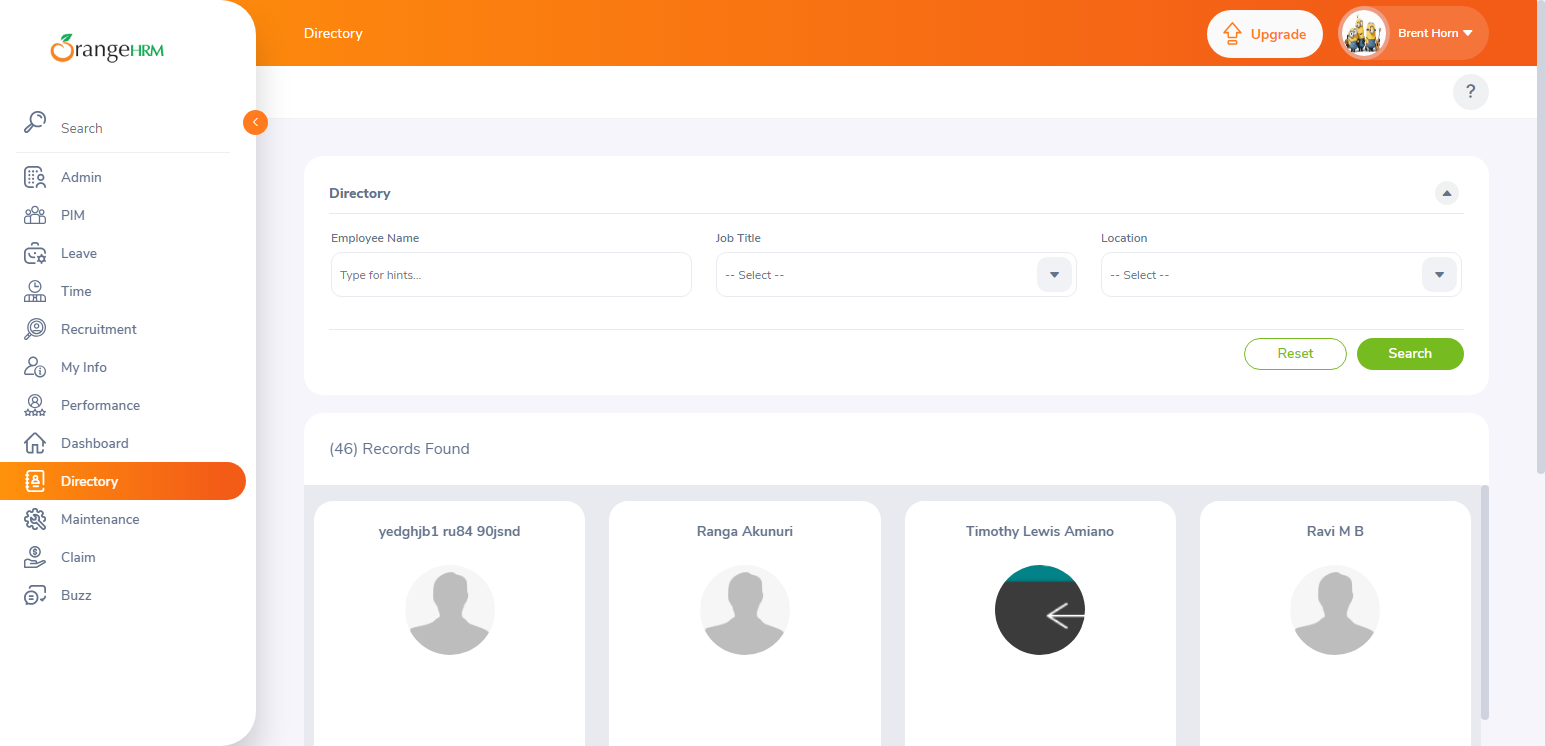 OrangeHRM
Directory
Upgrade
Brent Horn
?
Search
Admin
PIM
Leave
Time
Recruitment
My Info
Performance
Dashboard
Directory
Maintenance
Claim
Buzz
Directory
Employee Name
Job Title
Location
Type for hints...
-- Select --
-- Select --
Reset
Search
(46) Records Found
yedghjb1 ru84 90jsnd
Ranga Akunuri
Timothy Lewis Amiano
Ravi M B